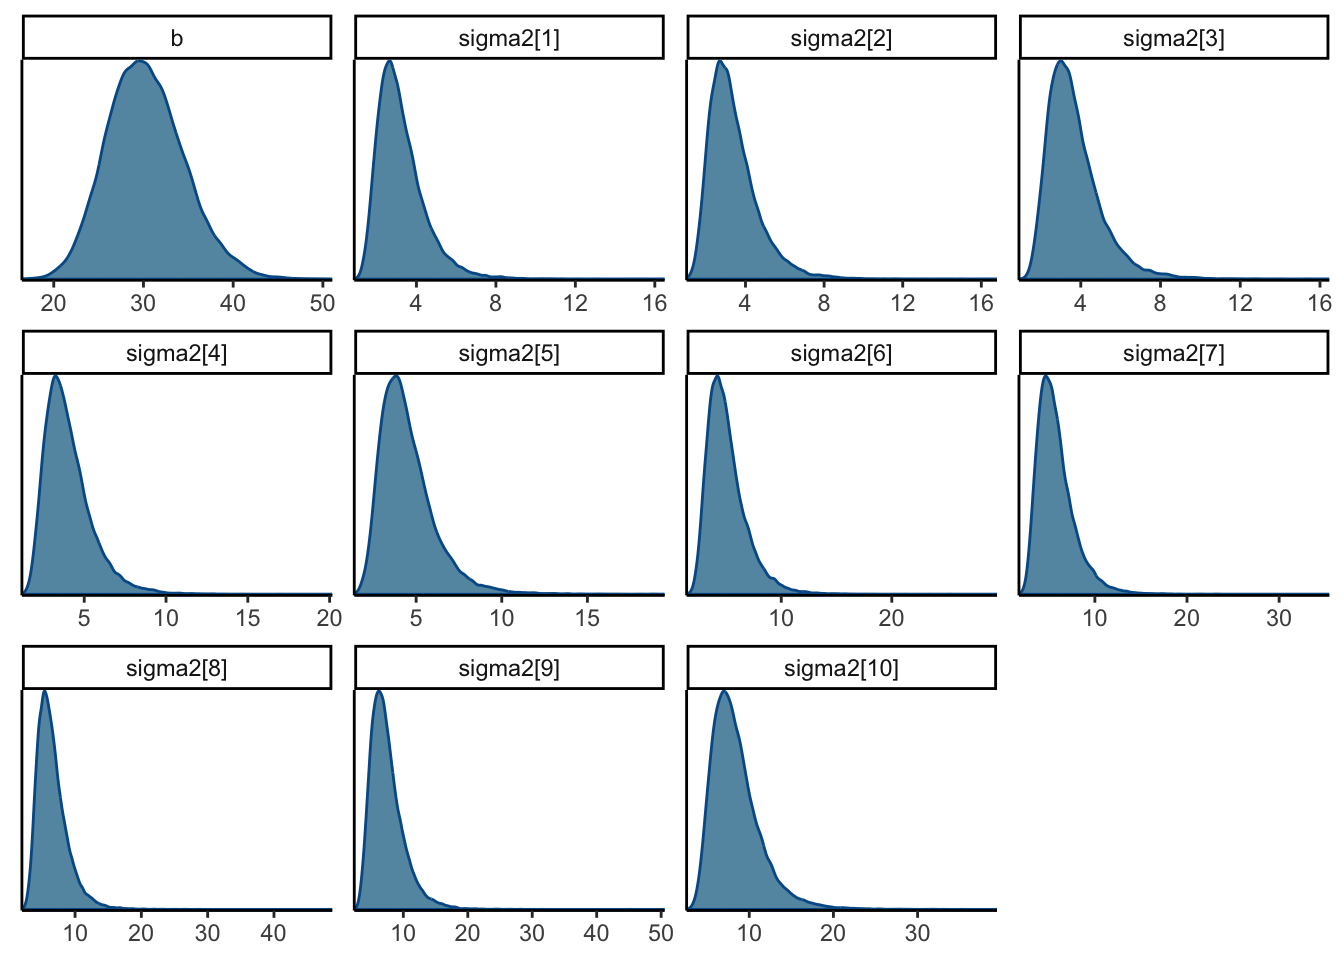 b sigma2[1] sigma2[2] sigma2[3]
20 30 40 50 4 8 12 16 4 8 12 16 4 8 12 16
sigma2[4] sigma2[5] sigma2[6] sigma2[7]
5 10 15 20 5 10 15 10 20 10 20 30
sigma2[8] sigma2[9] sigma2[10]
10 20 30 40 10 20 30 40 50 10 20 30